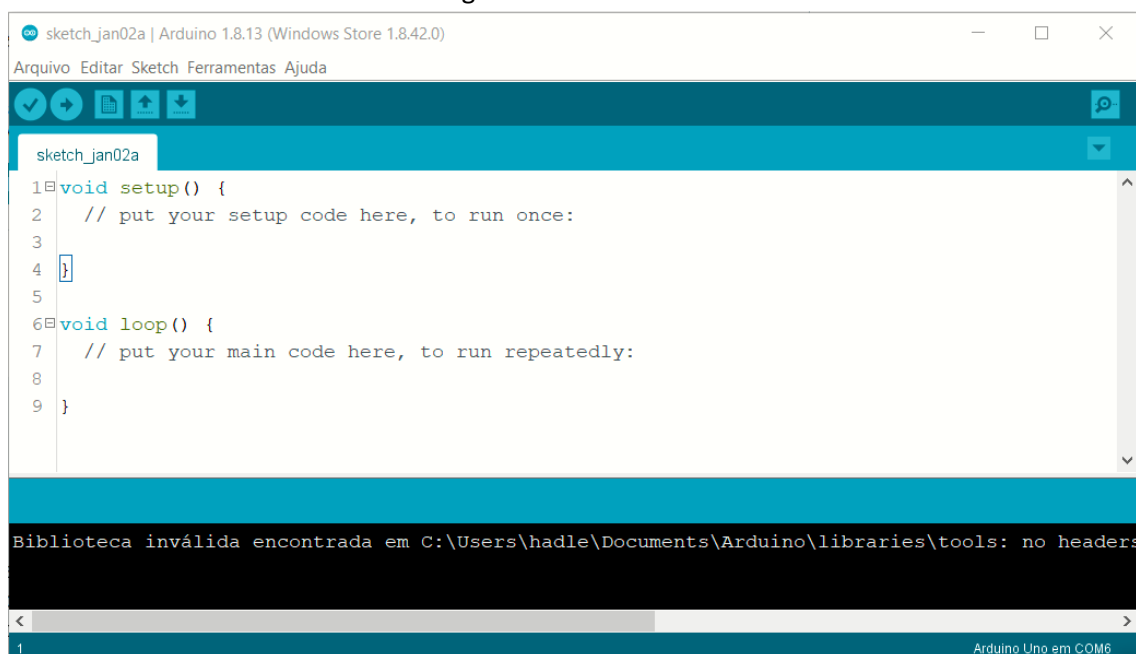 sketch_jan02a | Arduino 1.8.13 (Windows Store 1.8.42.0)
Arquivo Editar Sketch Ferramentas Ajuda
sketch_jan02a
1 void setup() {
2 // put your setup code here, to run once:
3
4 }
5
6 void loop() {
7 // put your main code here, to run repeatedly:
8
9 }
Biblioteca inválida encontrada em C:\Users\hadle\Documents\Arduino\libraries\tools: no headers
1 Arduino Uno em COM6